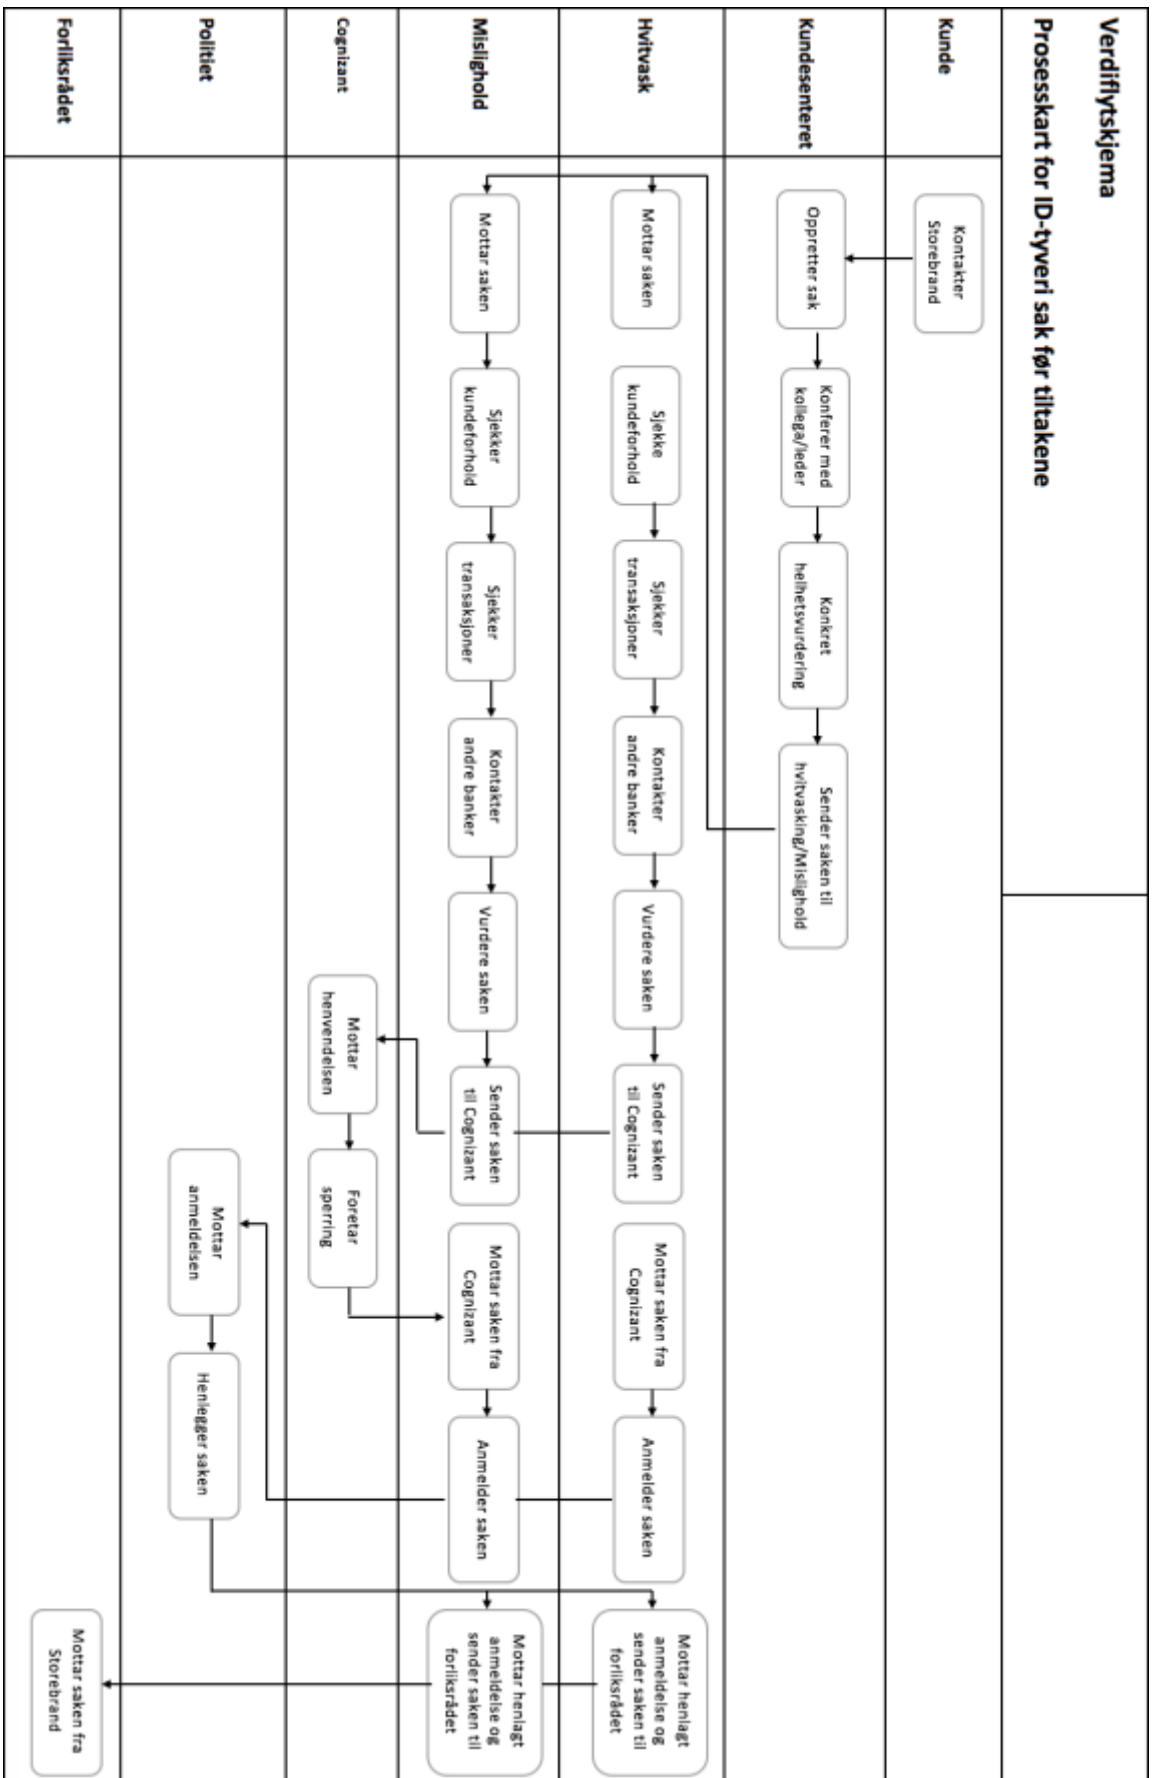 Verdiflytskjema
Prosesskart for ID-tyveri sak før tiltakene
Kunde
Kontakter
Storebrand
Kundesenteret
Oppretter sak
Konferer med
kollega/leder
Konkret
helhetsvurdering
Sender saken til
hvitvasking/Mislighold
Hvitvask
Mottar saken
Sjekke
kundeforhold
Sjekker
transaksjoner
Kontakter
andre banker
Vurdere saken
Sender saken
til Cognizant
Mottar saken fra
Cognizant
Anmelder saken
Mottar henlagt
anmeldelse og
sender saken til
forliksrådet
Mislighold
Mottar saken
Sjekker
kundeforhold
Sjekker
transaksjoner
Kontakter
andre banker
Vurdere saken
Sender saken
til Cognizant
Mottar saken fra
Cognizant
Anmelder saken
Mottar henlagt
anmeldelse og
sender saken til
forliksrådet
Cognizant
Mottar
henvendelsen
Foretar
sperring
Politiet
Mottar
anmeldelsen
Henlegger saken
Forliksrådet
Mottar saken fra
Storebrand